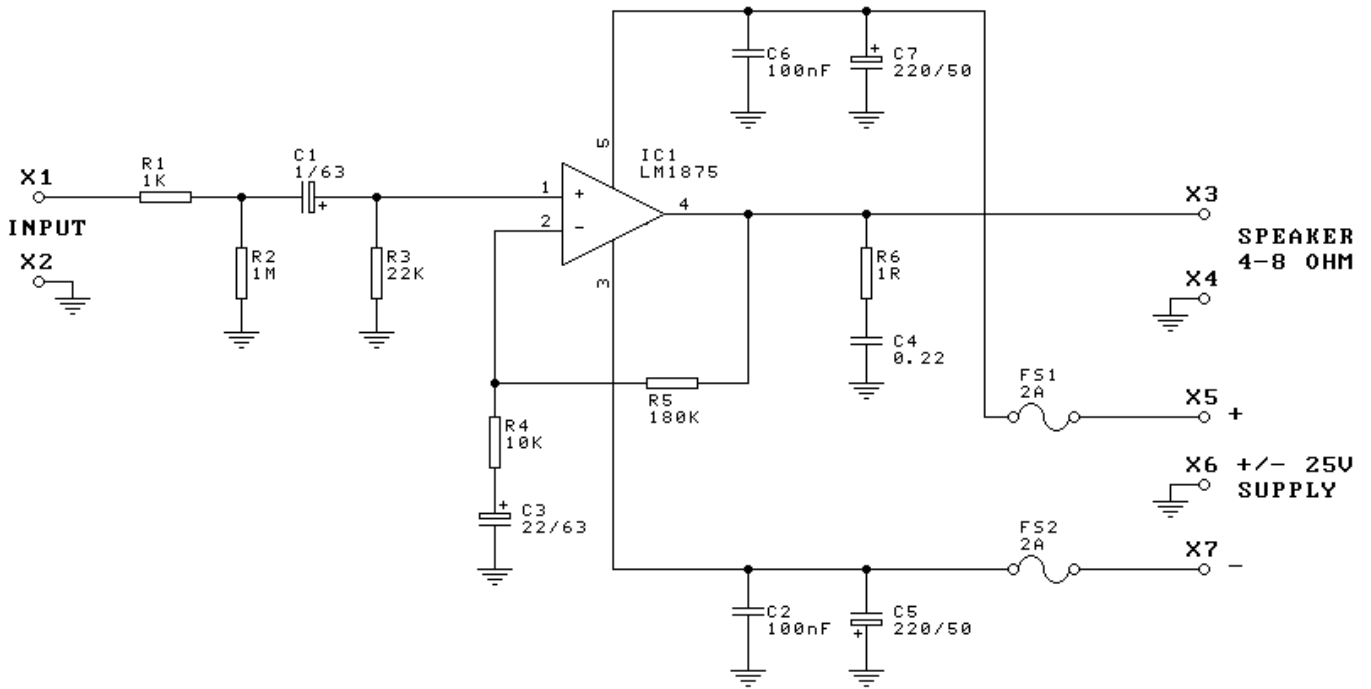 C6
100nF
+
C7
220/50
5
IC1
LM1875
R1
1K
C1
1/63
+
X1
INPUT
X2
R2
1M
R3
22K
1
+
2
-
4
3
R6
1R
C4
0.22
X3
SPEAKER
4-8 OHM
X4
R5
180K
R4
10K
+
C3
22/63
FS1
2A
X5
+
X6
+/- 25V
SUPPLY
FS2
2A
X7
-
C2
100nF
+
C5
220/50